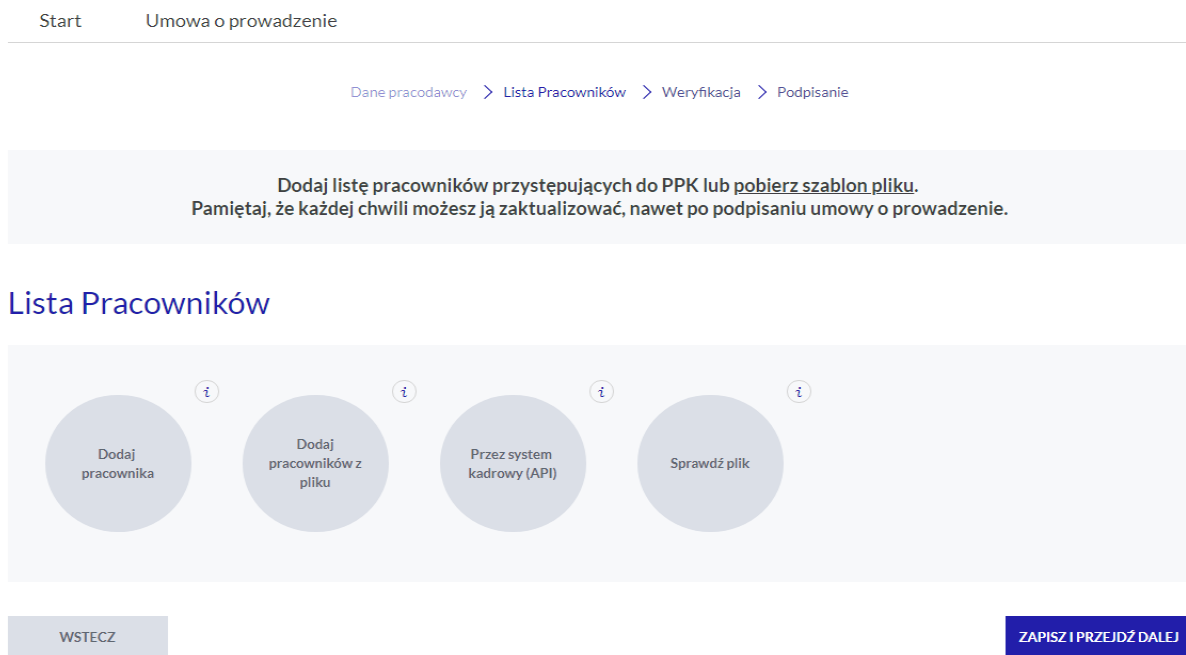 Start Umowa o prowadzenie
Dane pracodawcy > Lista Pracowników > Weryfikacja > Podpisanie
Dodaj listę pracowników przystępujących do PPK lub pobierz szablon pliku.
Pamiętaj, że każdej chwili możesz ją zaktualizować, nawet po podpisaniu umowy o prowadzenie.
Lista Pracowników
i i i i
Dodaj
pracownika
Dodaj
pracowników z
pliku
Przez system
kadrowy (API)
Sprawdź plik
WSTECZ
ZAPISZ I PRZEJDŹ DALEJ